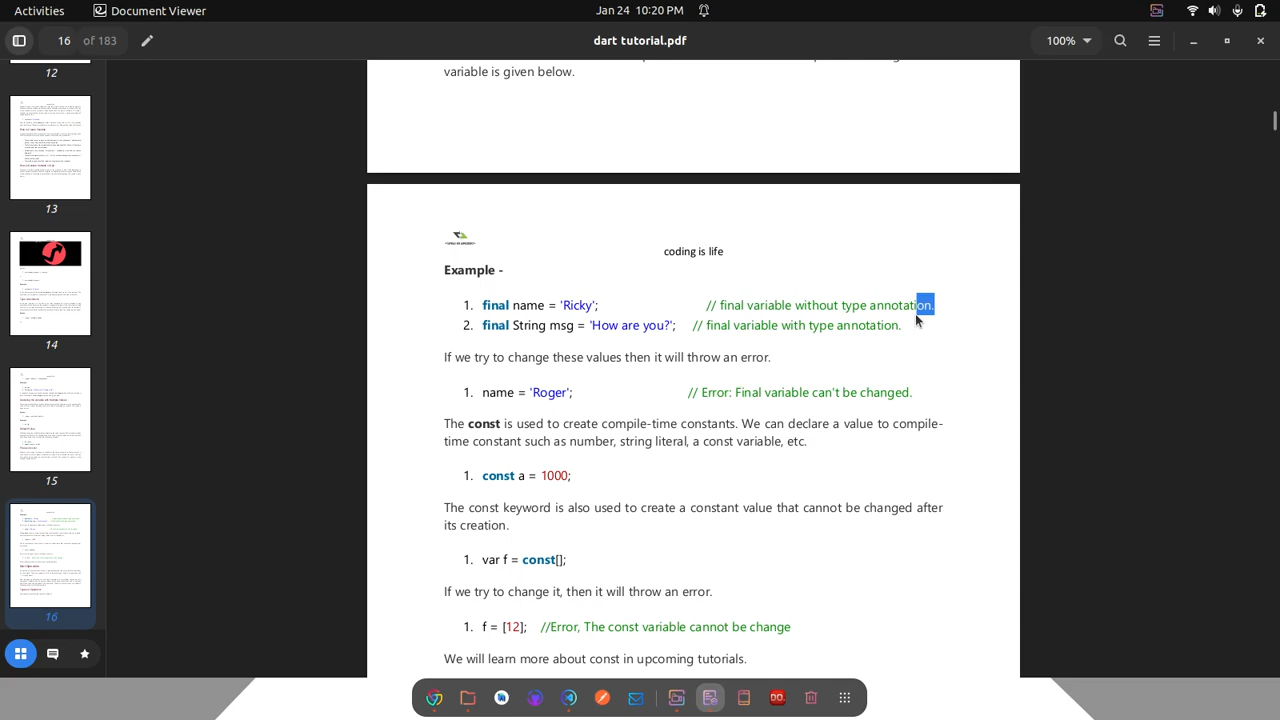 Activities
Document Viewer
Jan 24 10:20 PM
16 of 183
dart tutorial.pdf
100%
12
13
14
15
16
variable is given below.
coding is life
Example -
1. final name = 'Ricky'; // final variable without type annotation.
2. final String msg = 'How are you?'; // final variable with type annotation.
If we try to change these values then it will throw an error.
1. name = 'Roger'; // Error: Final variable can't be changed.
The const is used to create compile-time constants. We can declare a value to compile-
time constant such as number, string literal, a const variable, etc.
1. const a = 1000;
The const keyword is also used to create a constant value that cannot be changed after
its creation.
1. var f = const[];
If we try to change it, then it will throw an error.
1. f = [12]; //Error, The const variable cannot be change
We will learn more about const in upcoming tutorials.